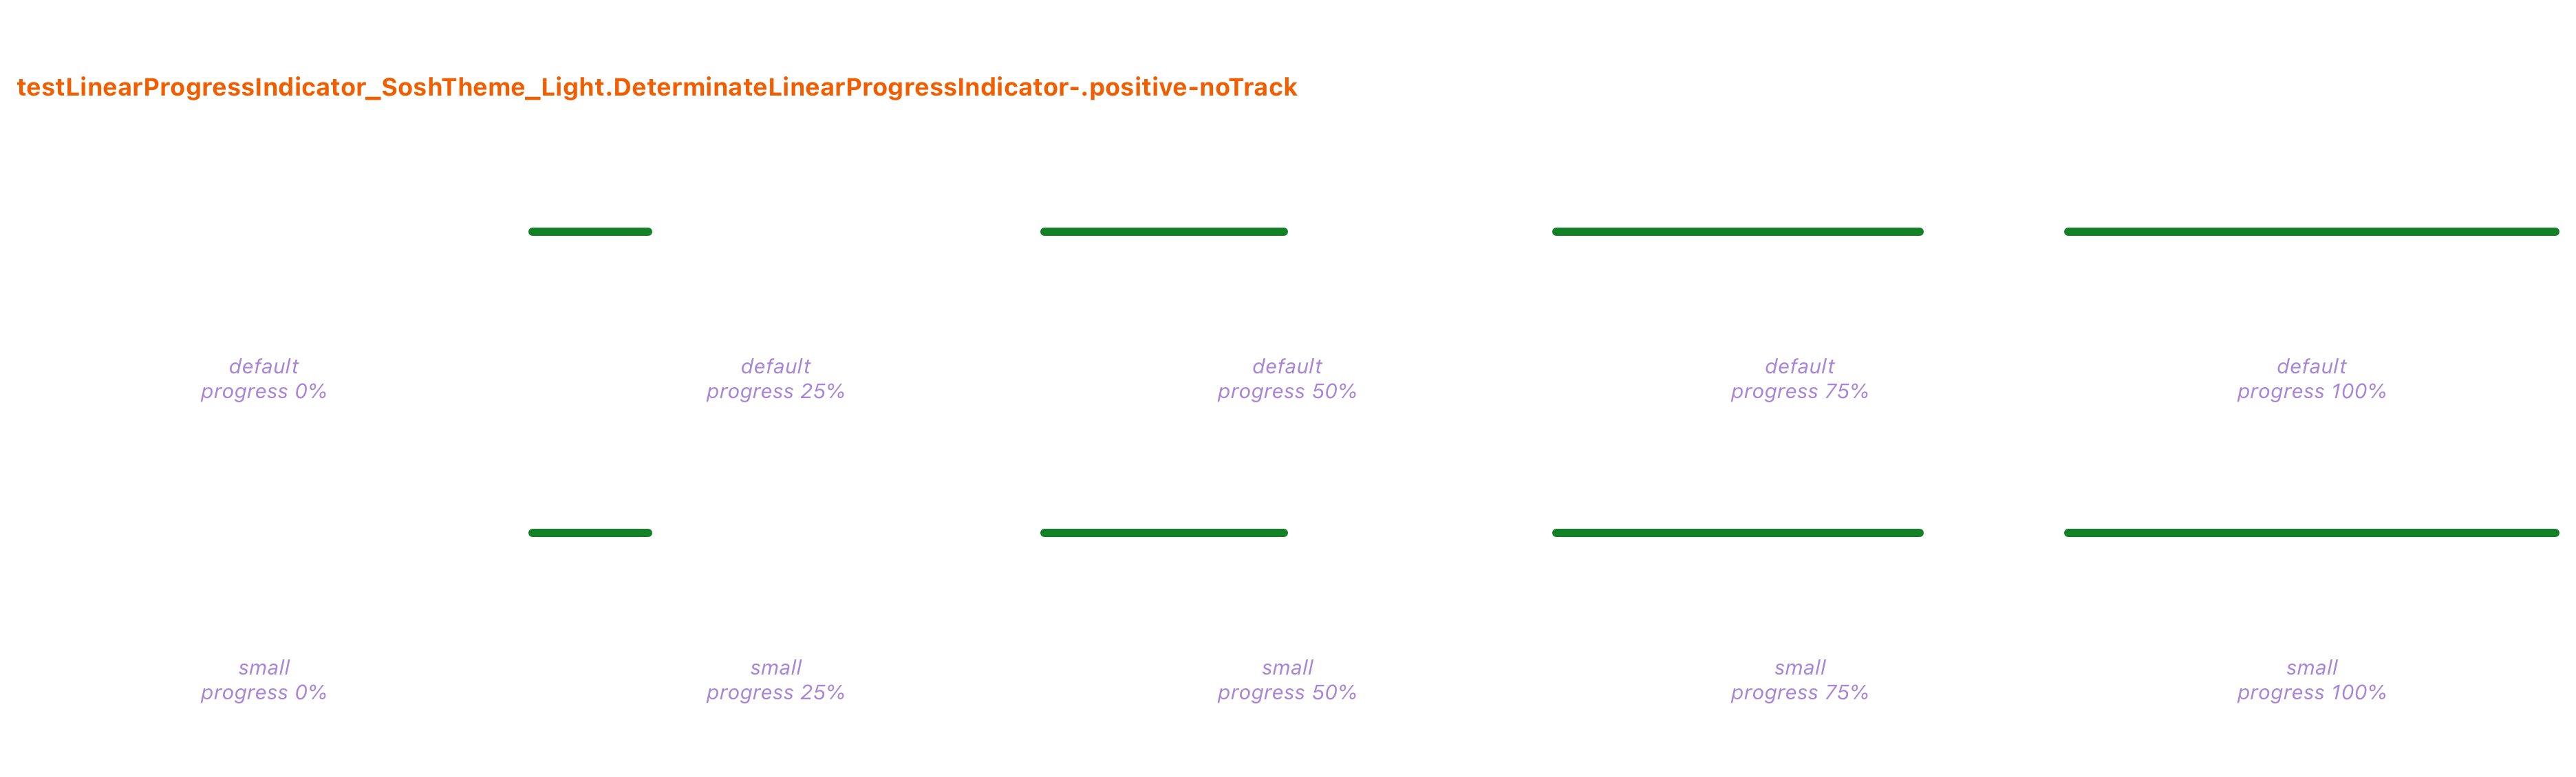 testLinearProgressIndicator_SoshTheme_Light.DeterminateLinearProgressIndicator-.positive-noTrack
default
progress 0%
default
progress 25%
default
progress 50%
default
progress 75%
default
progress 100%
small
progress 0%
small
progress 25%
small
progress 50%
small
progress 75%
small
progress 100%